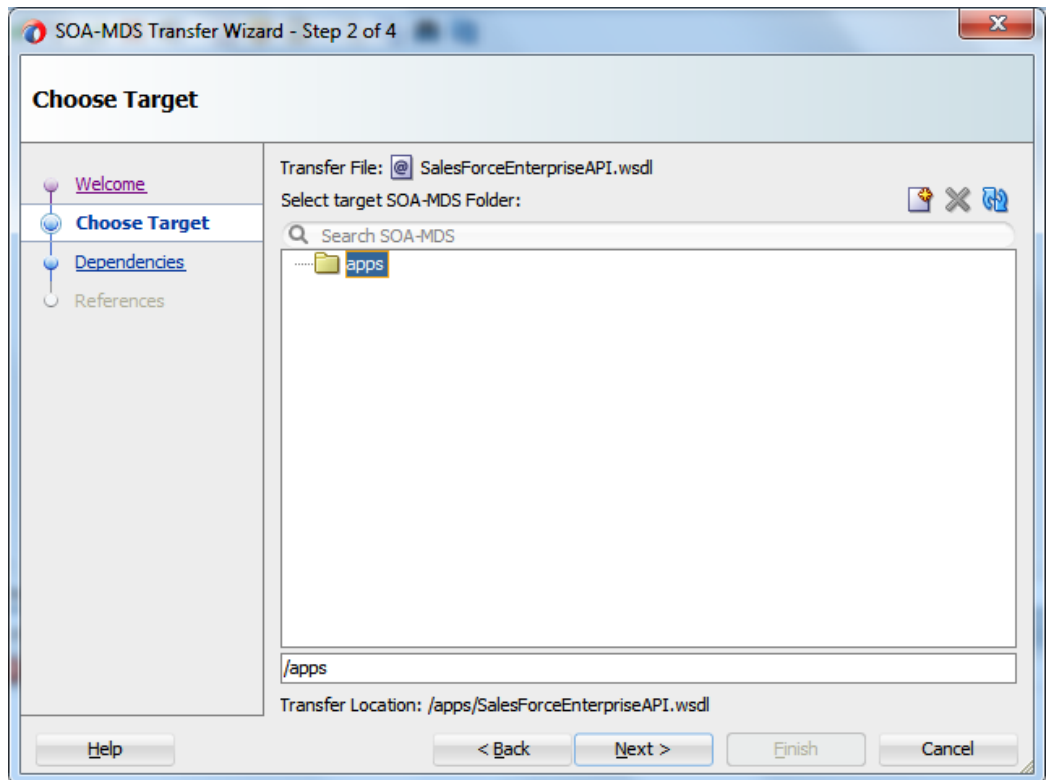 SOA-MDS Transfer Wizard - Step 2 of 4
Choose Target
Welcome
Choose Target
Dependencies
References
Transfer File: SalesForceEnterpriseAPI.wsdl
Select target SOA-MDS Folder:
Search SOA-MDS
apps
/apps
Transfer Location: /apps/SalesForceEnterpriseAPI.wsdl
Help
< Back
Next >
Finish
Cancel